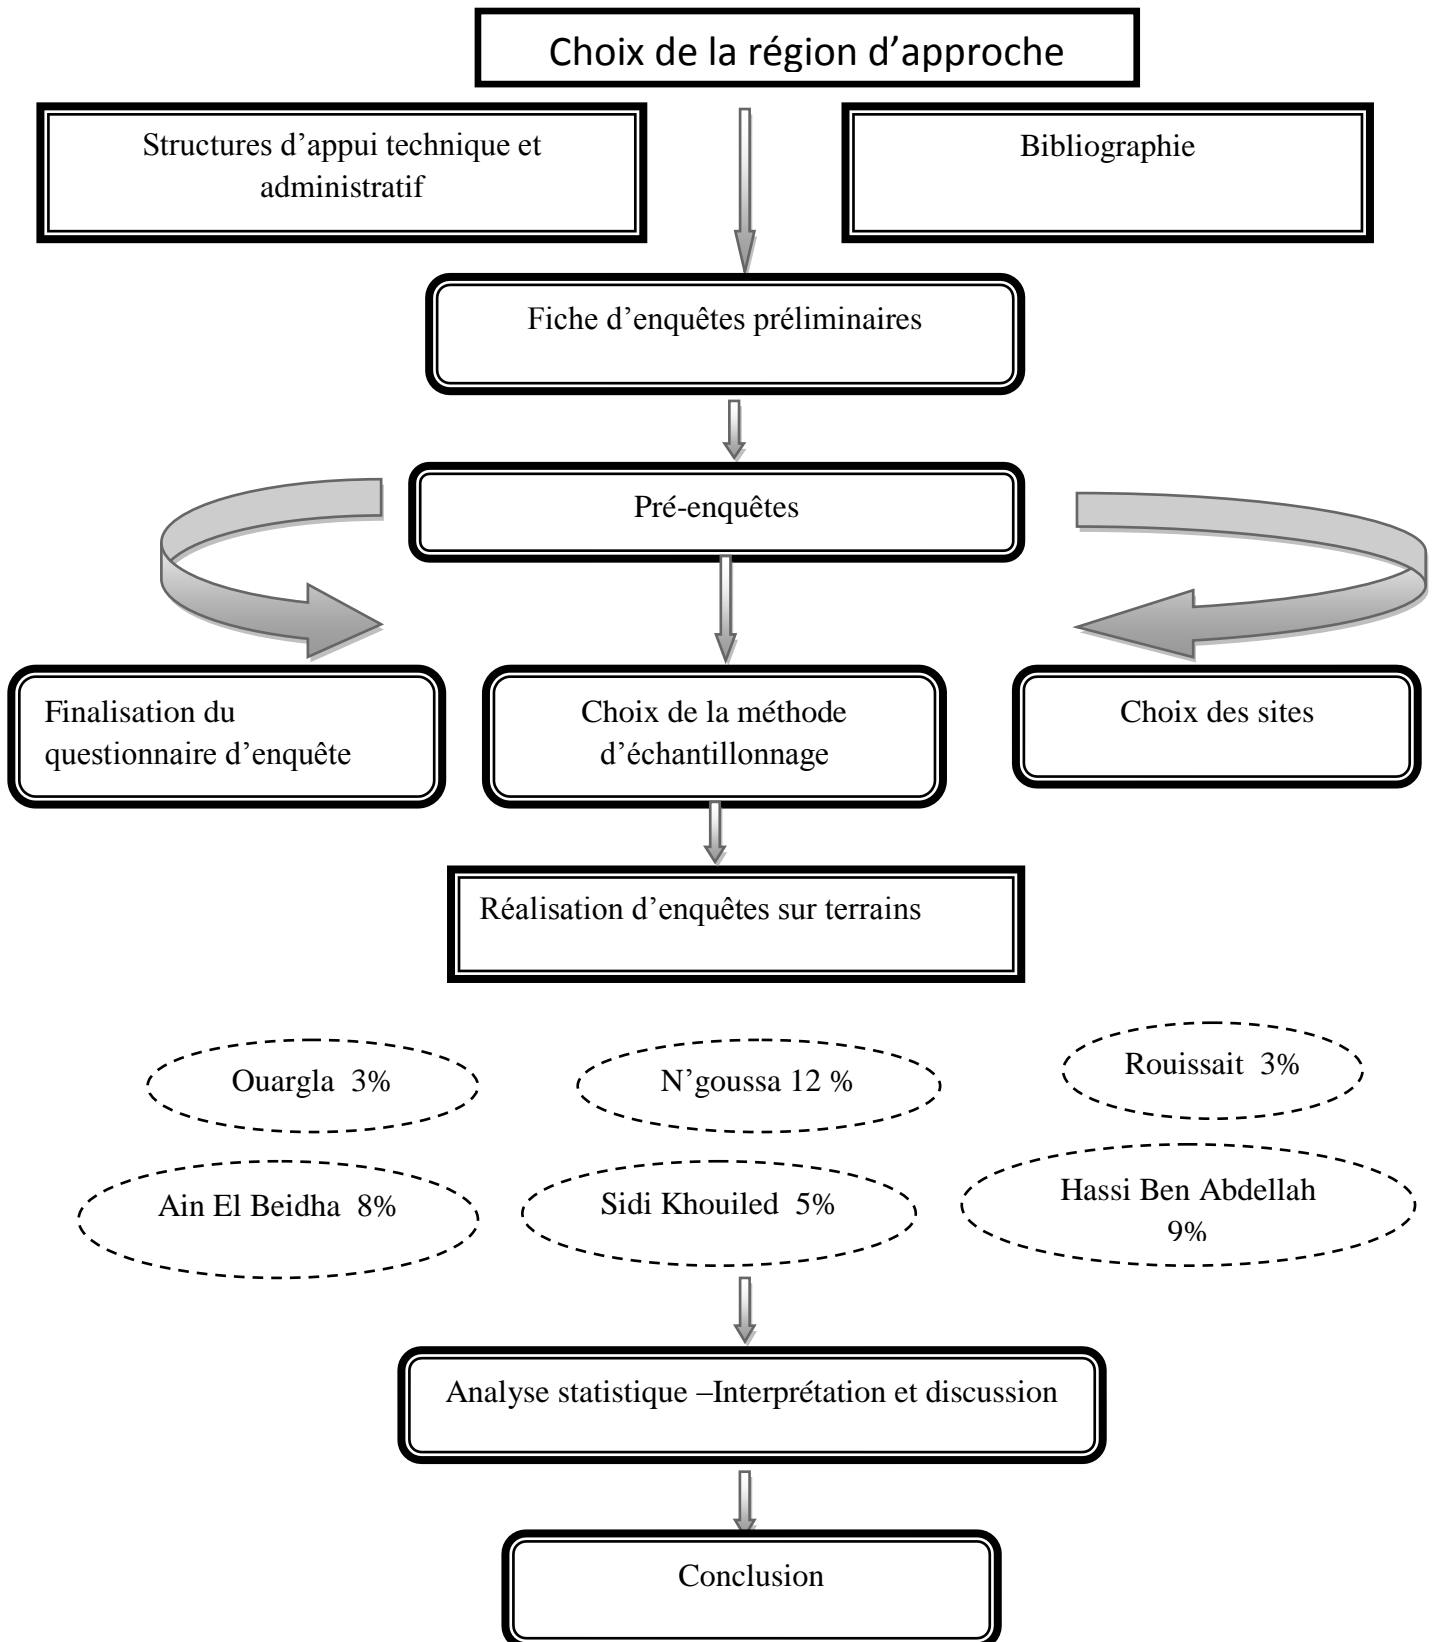 Choix de la région d’approche
Structures d’appui technique et
administratif
Bibliographie
Fiche d’enquêtes préliminaires
Pré-enquêtes
Finalisation du
questionnaire d’enquête
Choix de la méthode
d’échantillonnage
Choix des sites
Réalisation d’enquêtes sur terrains
Ouargla 3%
N’goussa 12 %
Rouissait 3%
Ain El Beidha 8%
Sidi Khouiled 5%
Hassi Ben Abdellah
9%
Analyse statistique –Interprétation et discussion
Conclusion